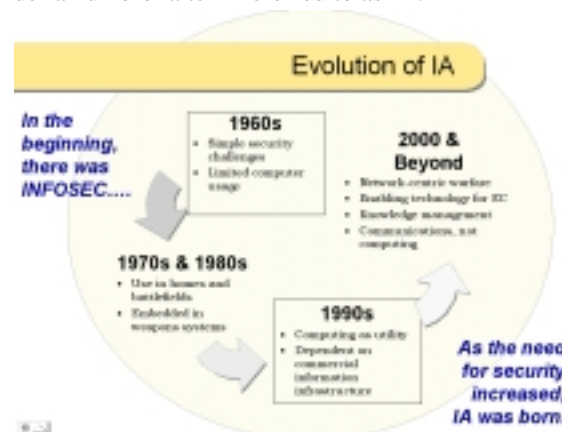 Evolution of IA
In the
beginning,
there was
INFOSEC....
1960s
• Simple security
challenges
• Limited computer
usage
1970s & 1980s
• Use in homes and
battlefields
• Embedded in
weapons systems
1990s
• Computing as utility
• Dependent on
commercial
information
infrastructure
2000 &
Beyond
• Network-centric warfare
• Enabling technology for EC
• Knowledge management
• Communications, not
computing
As the need
for security
increased,
IA was born.